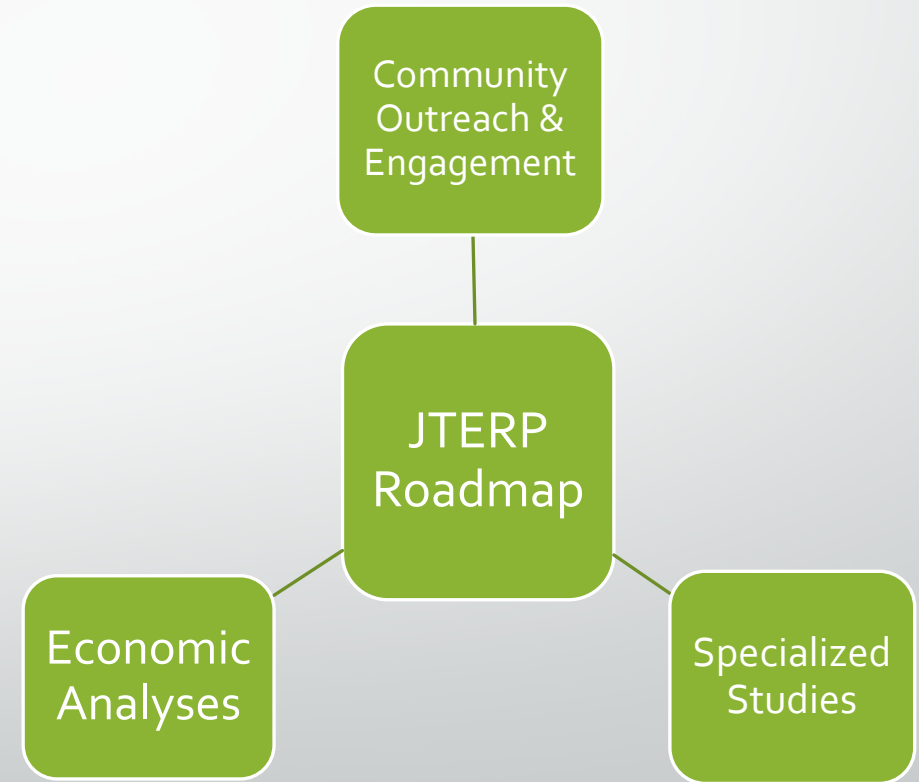 Community
Outreach &
Engagement
JTERP
Roadmap
Economic
Analyses
Specialized
Studies